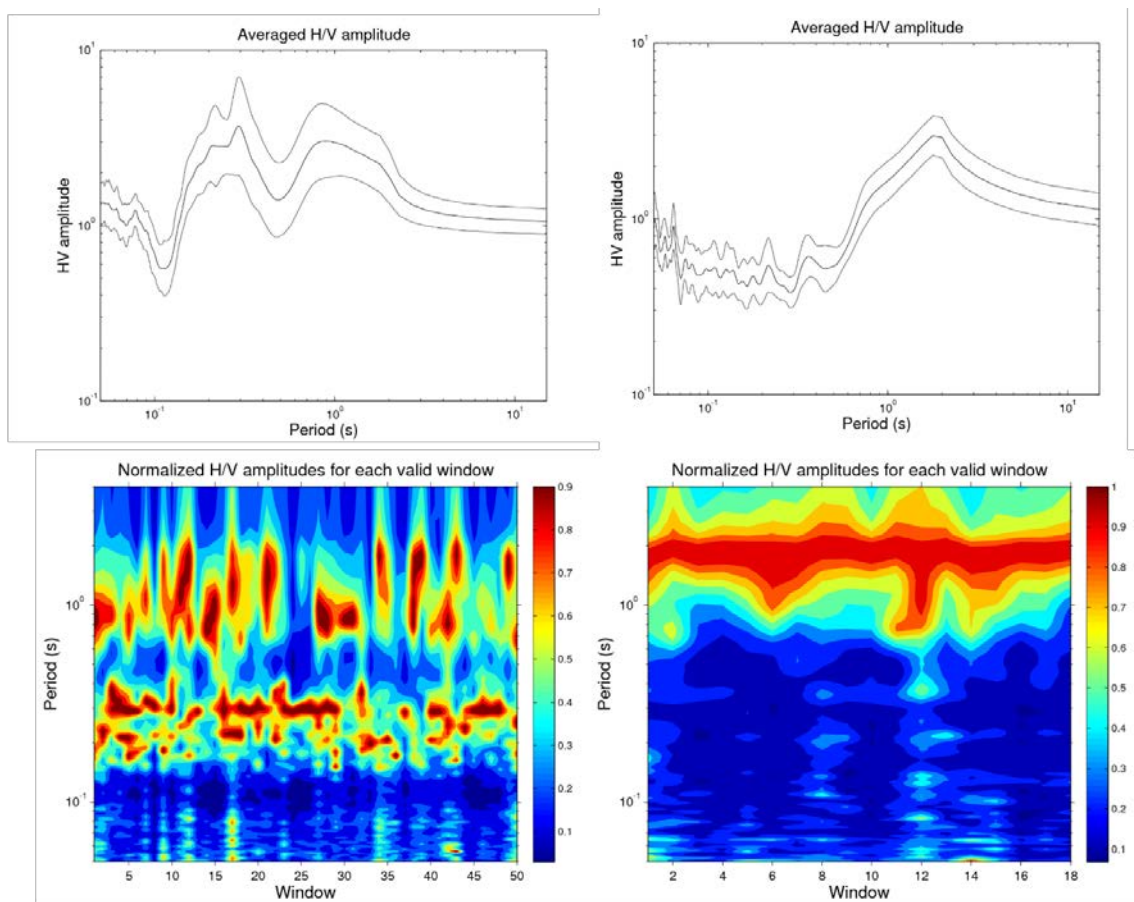 Averaged H/V amplitude
10^1
10^0
10^-1
HV amplitude
10^-1
10^0
10^1
Period (s)
Averaged H/V amplitude
10^1
10^0
10^-1
HV amplitude
10^-1
10^0
10^1
Period (s)
Normalized H/V amplitudes for each valid window
10^0
10^-1
Period (s)
5 10 15 20 25 30 35 40 45 50
Window
0.9
0.8
0.7
0.6
0.5
0.4
0.3
0.2
0.1
Normalized H/V amplitudes for each valid window
10^0
10^-1
Period (s)
2 4 6 8 10 12 14 16 18
Window
1
0.9
0.8
0.7
0.6
0.5
0.4
0.3
0.2
0.1